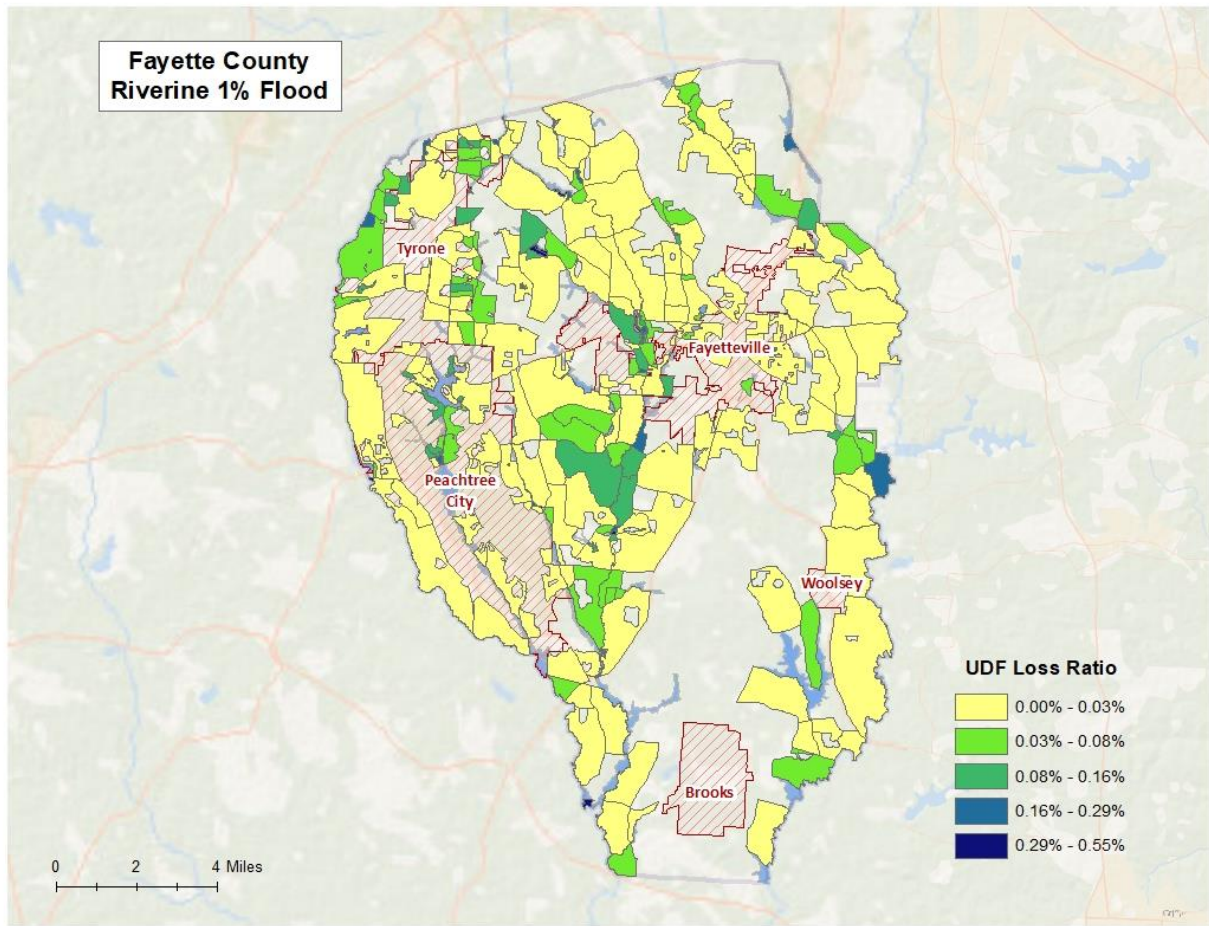 Fayette County
Riverine 1% Flood
Tyrone
Fayetteville
Peachtree
City
Woolsey
Brooks
UDF Loss Ratio
0.00% - 0.03%
0.03% - 0.08%
0.08% - 0.16%
0.16% - 0.29%
0.29% - 0.55%
0 2 4 Miles